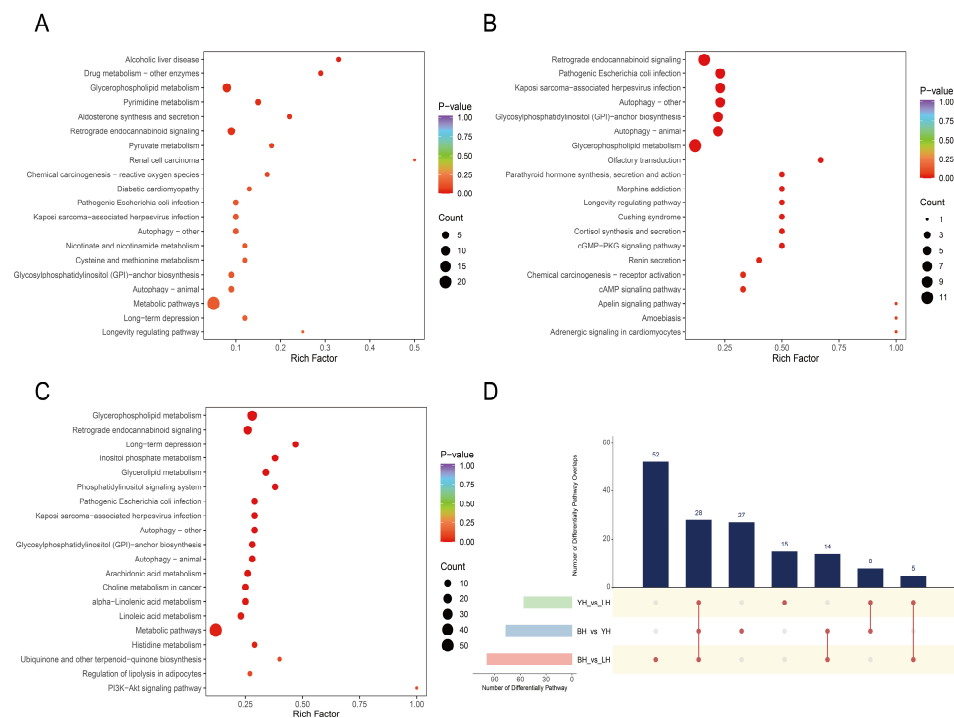 A
Alcoholic liver disease
Drug metabolism − other enzymes
Glycerophospholipid metabolism
Pyrimidine metabolism
Aldosterone synthesis and secretion
Retrograde endocannabinoid signaling
Pyruvate metabolism
Renal cell carcinoma
Chemical carcinogenesis − reactive oxygen species
Diabetic cardiomyopathy
Pathogenic Escherichia coli infection
Kaposi sarcoma−associated herpesvirus infection
Autophagy − other
Nicotinate and nicotinamide metabolism
Cysteine and methionine metabolism
Glycosylphosphatidylinositol (GPI)−anchor biosynthesis
Autophagy − animal
Metabolic pathways
Long−term depression
Longevity regulating pathway
0.1 0.2 0.3 0.4 0.5
Rich Factor
P-value
1.00
0.75
0.50
0.25
0.00
Count
5
10
15
20
B
Retrograde endocannabinoid signaling
Pathogenic Escherichia coli infection
Kaposi sarcoma−associated herpesvirus infection
Autophagy − other
Glycosylphosphatidylinositol (GPI)−anchor biosynthesis
Autophagy − animal
Glycerophospholipid metabolism
Olfactory transduction
Parathyroid hormone synthesis, secretion and action
Morphine addiction
Longevity regulating pathway
Cushing syndrome
Cortisol synthesis and secretion
cGMP−PKG signaling pathway
Renin secretion
Chemical carcinogenesis − receptor activation
cAMP signaling pathway
Apelin signaling pathway
Amoebiasis
Adrenergic signaling in cardiomyocytes
0.25 0.50 0.75 1.00
Rich Factor
P-value
1.00
0.75
0.50
0.25
0.00
Count
1
3
5
7
9
11
C
Glycerophospholipid metabolism
Retrograde endocannabinoid signaling
Long−term depression
Inositol phosphate metabolism
Glycerolipid metabolism
Phosphatidylinositol signaling system
Pathogenic Escherichia coli infection
Kaposi sarcoma−associated herpesvirus infection
Autophagy − other
Glycosylphosphatidylinositol (GPI)−anchor biosynthesis
Autophagy − animal
Arachidonic acid metabolism
Choline metabolism in cancer
alpha−Linolenic acid metabolism
Linoleic acid metabolism
Metabolic pathways
Histidine metabolism
Ubiquinone and other terpenoid−quinone biosynthesis
Regulation of lipolysis in adipocytes
PI3K−Akt signaling pathway
0.25 0.50 0.75 1.00
Rich Factor
P-value
1.00
0.75
0.50
0.25
0.00
Count
10
20
30
40
50
D
Number of Differentially Pathway Overlaps
60
40
20
0
52
28
27
15
14
8
5
YH_vs_LH
BH_vs_YH
BH_vs_LH
90 60 30 0
Number of Differentially Pathway